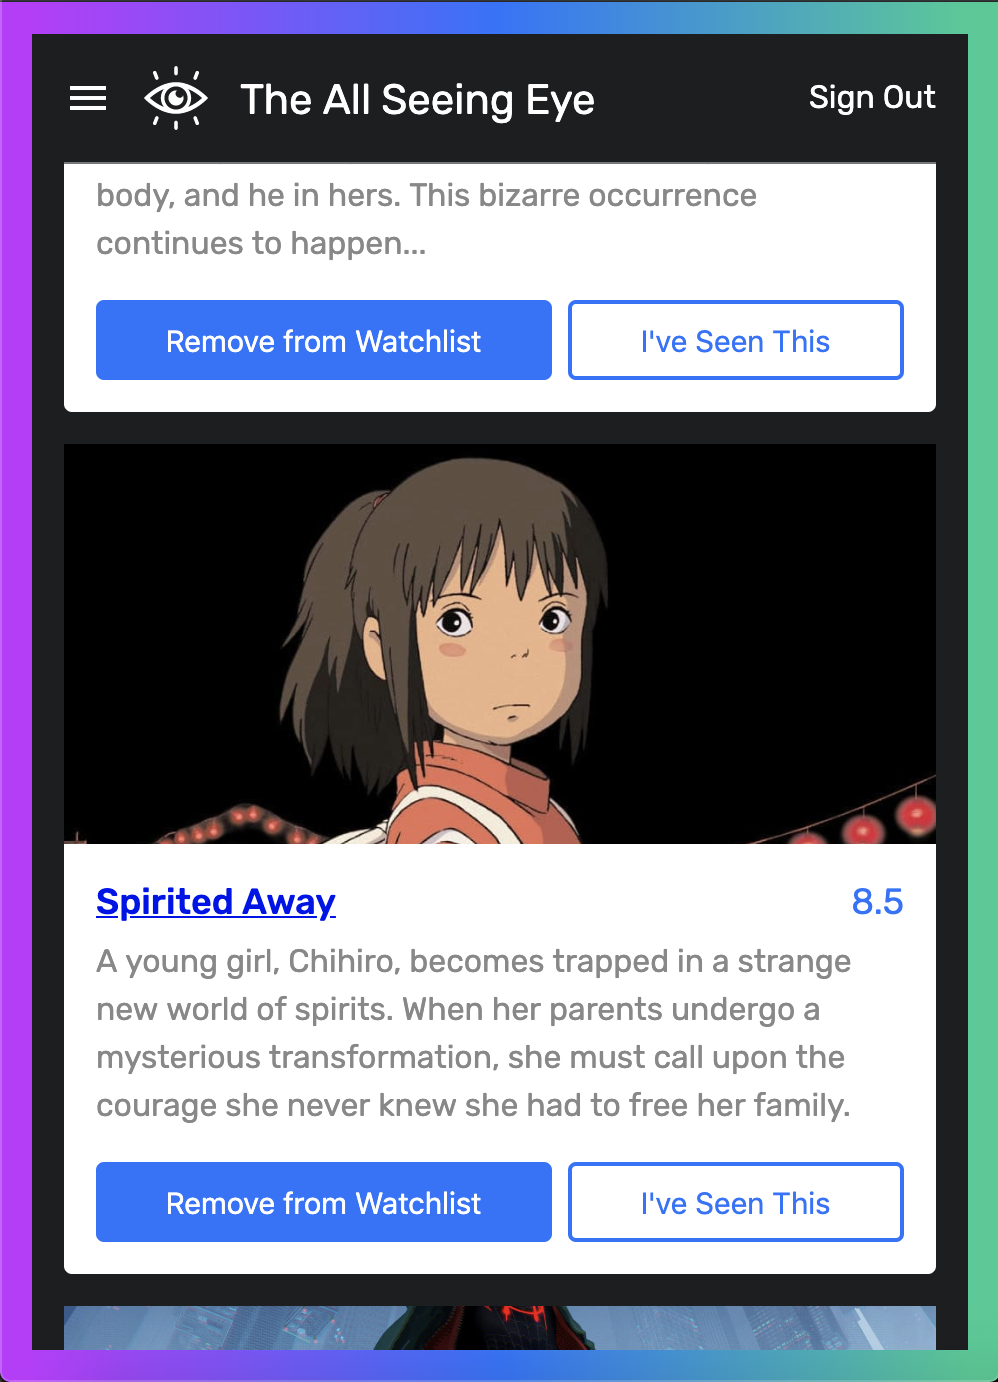 The All Seeing Eye
Sign Out
body, and he in hers. This bizarre occurrence
continues to happen...
Remove from Watchlist
I've Seen This
Spirited Away
8.5
A young girl, Chihiro, becomes trapped in a strange
new world of spirits. When her parents undergo a
mysterious transformation, she must call upon the
courage she never knew she had to free her family.
Remove from Watchlist
I've Seen This